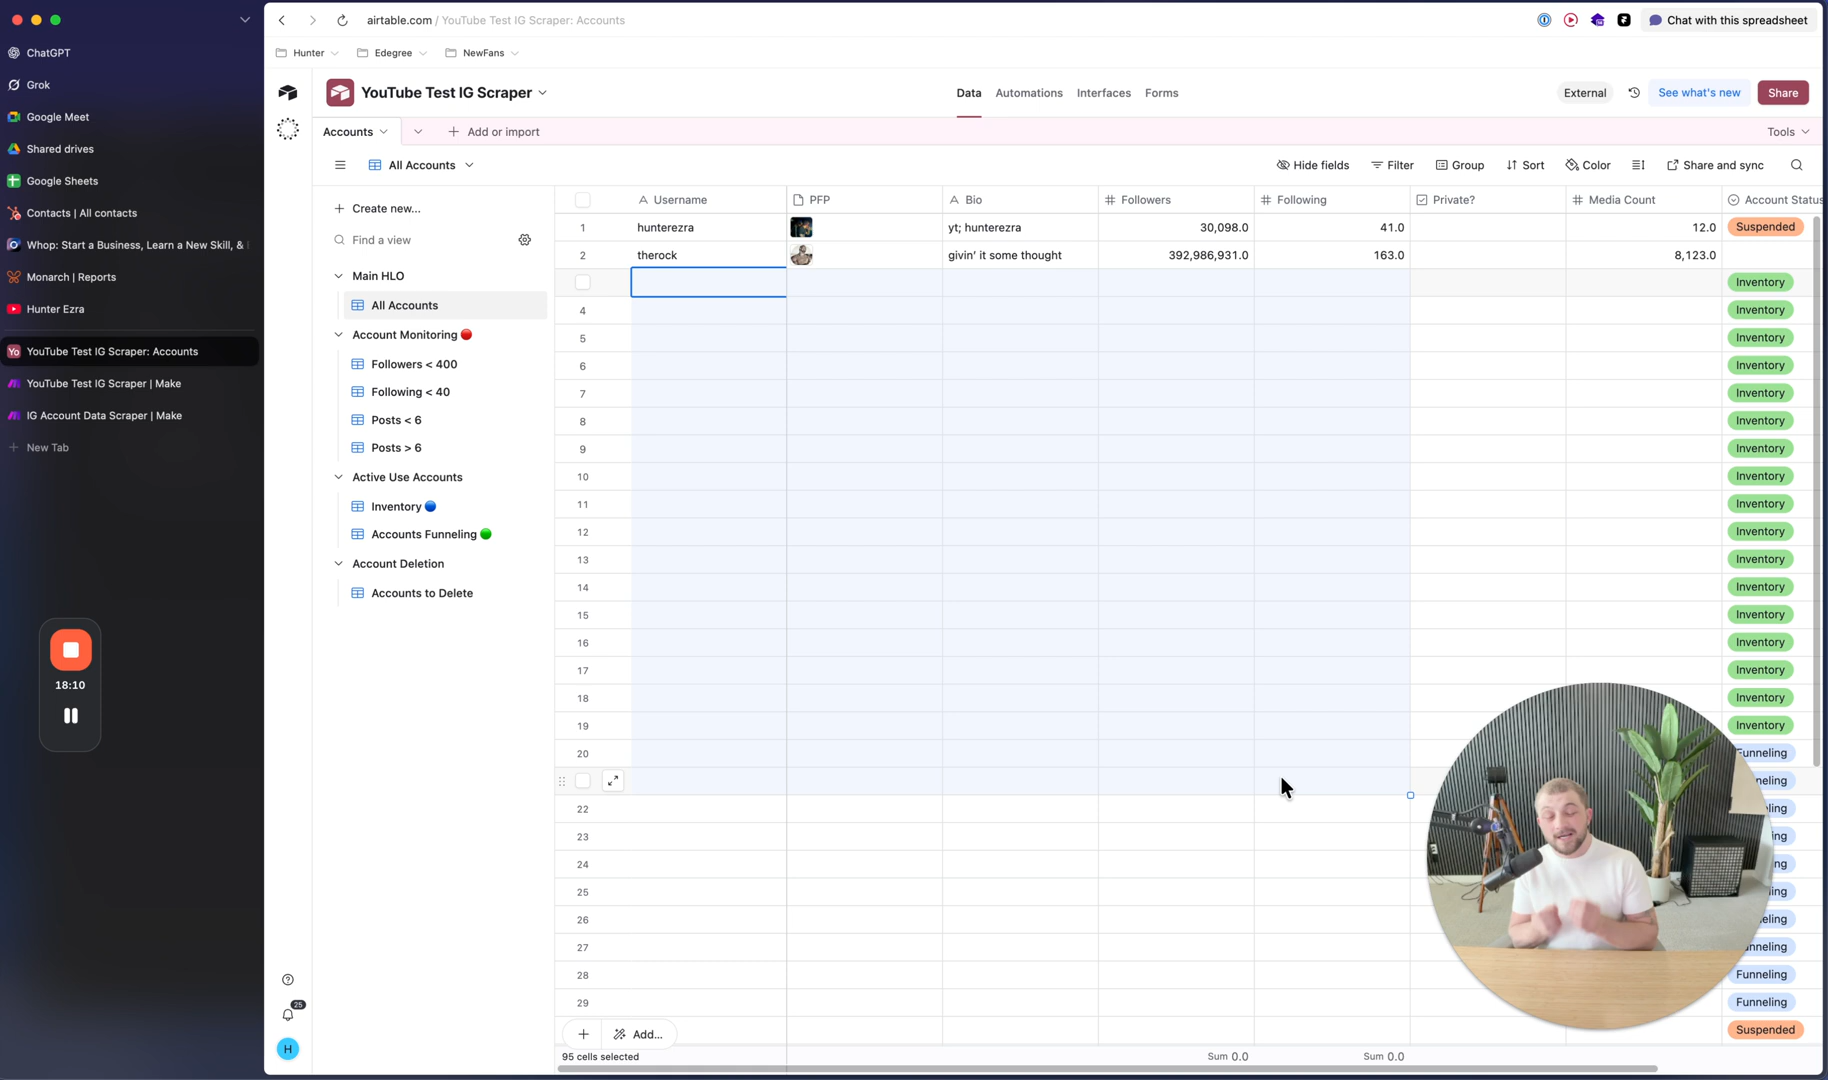 ChatGPT
Grok
Google Meet
Shared drives
Google Sheets
Contacts | All contacts
Whop: Start a Business, Learn a New Skill, &
Monarch | Reports
Hunter Ezra
YouTube Test IG Scraper: Accounts
YouTube Test IG Scraper | Make
IG Account Data Scraper | Make
New Tab
18:10
airtable.com / YouTube Test IG Scraper: Accounts
Chat with this spreadsheet
Hunter
Edegree
NewFans
YouTube Test IG Scraper
Data
Automations
Interfaces
Forms
External
See what's new
Share
Accounts
Add or import
Tools
All Accounts
Hide fields
Filter
Group
Sort
Color
Share and sync
Create new...
Find a view
Main HLO
All Accounts
Account Monitoring
Followers < 400
Following < 40
Posts < 6
Posts > 6
Active Use Accounts
Inventory
Accounts Funneling
Account Deletion
Accounts to Delete
25
H
Username PFP Bio Followers Following Private? Media Count Account Status
1 hunterezra yt; hunterezra 30,098.0 41.0 12.0 Suspended
2 therock givin' it some thought 392,986,931.0 163.0 8,123.0
Inventory
4 Inventory
5 Inventory
6 Inventory
7 Inventory
8 Inventory
9 Inventory
10 Inventory
11 Inventory
12 Inventory
13 Inventory
14 Inventory
15 Inventory
16 Inventory
17 Inventory
18 Inventory
19 Inventory
20 Funneling
22
23
24
25
26
27
28 Funneling
29 Funneling
Suspended
Add...
95 cells selected Sum 0.0 Sum 0.0